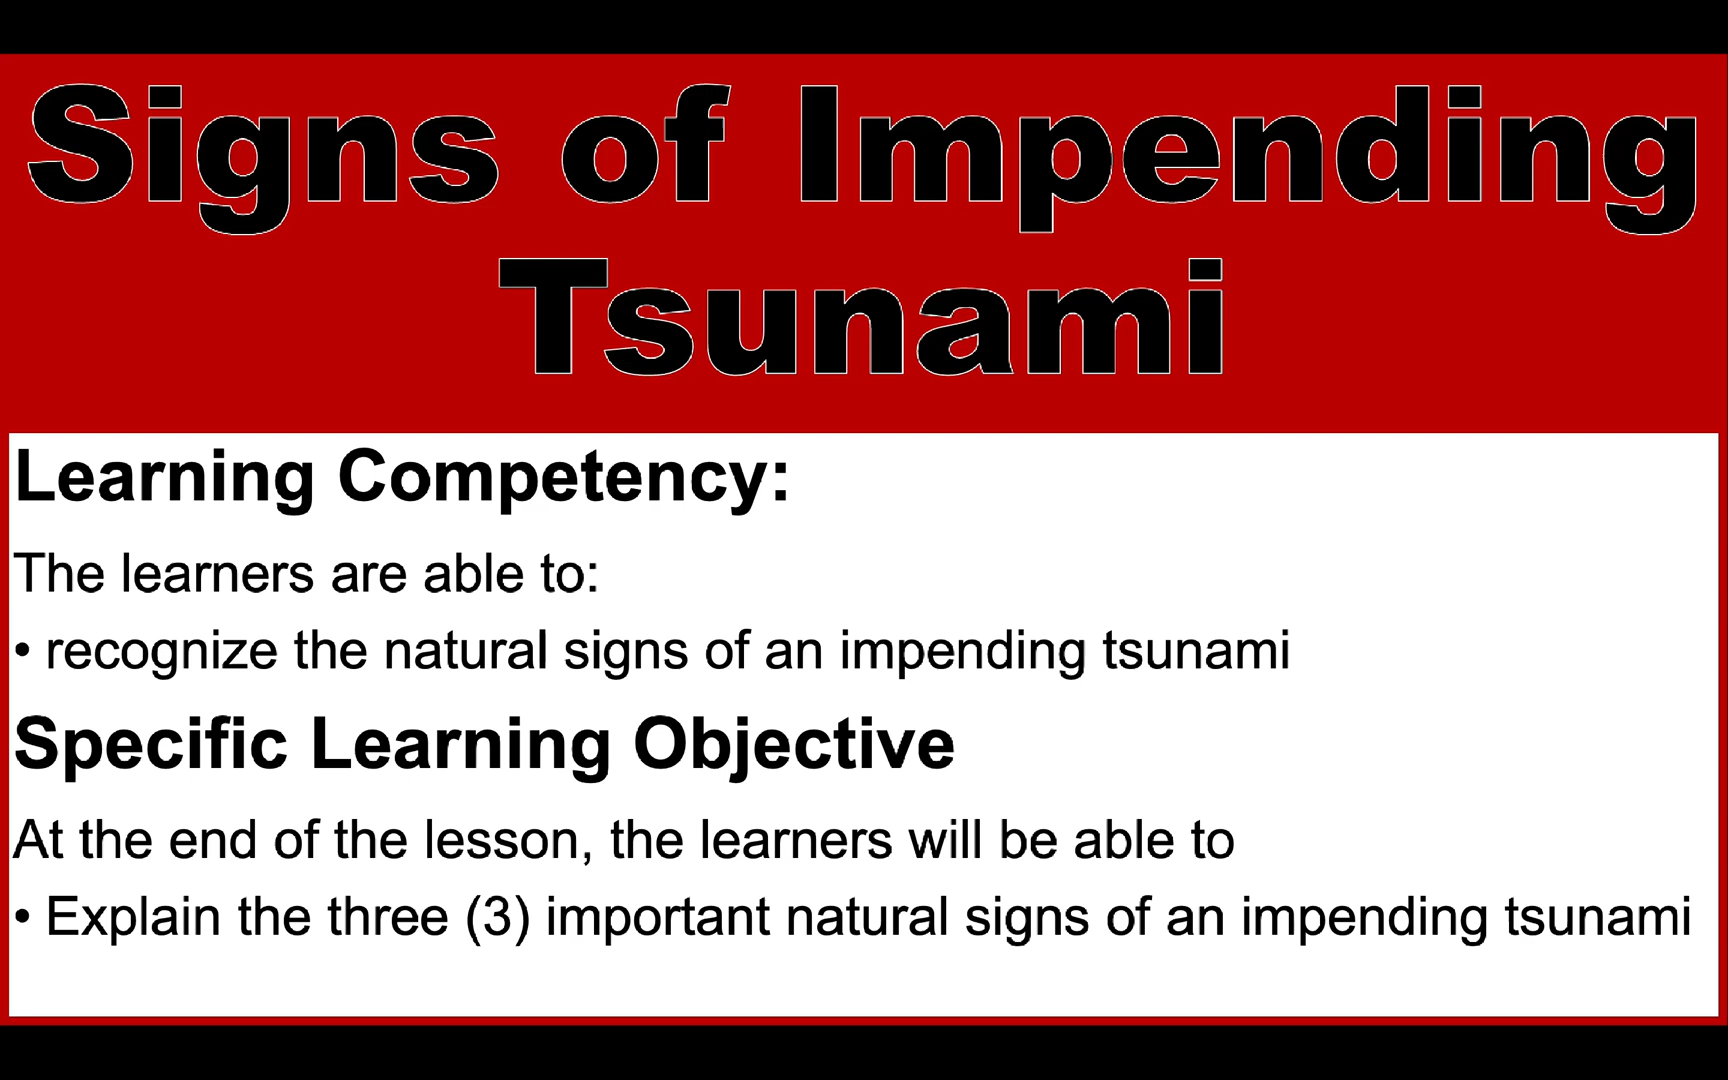 Signs of Impending
Tsunami
Learning Competency:
The learners are able to:
• recognize the natural signs of an impending tsunami
Specific Learning Objective
At the end of the lesson, the learners will be able to
• Explain the three (3) important natural signs of an impending tsunami